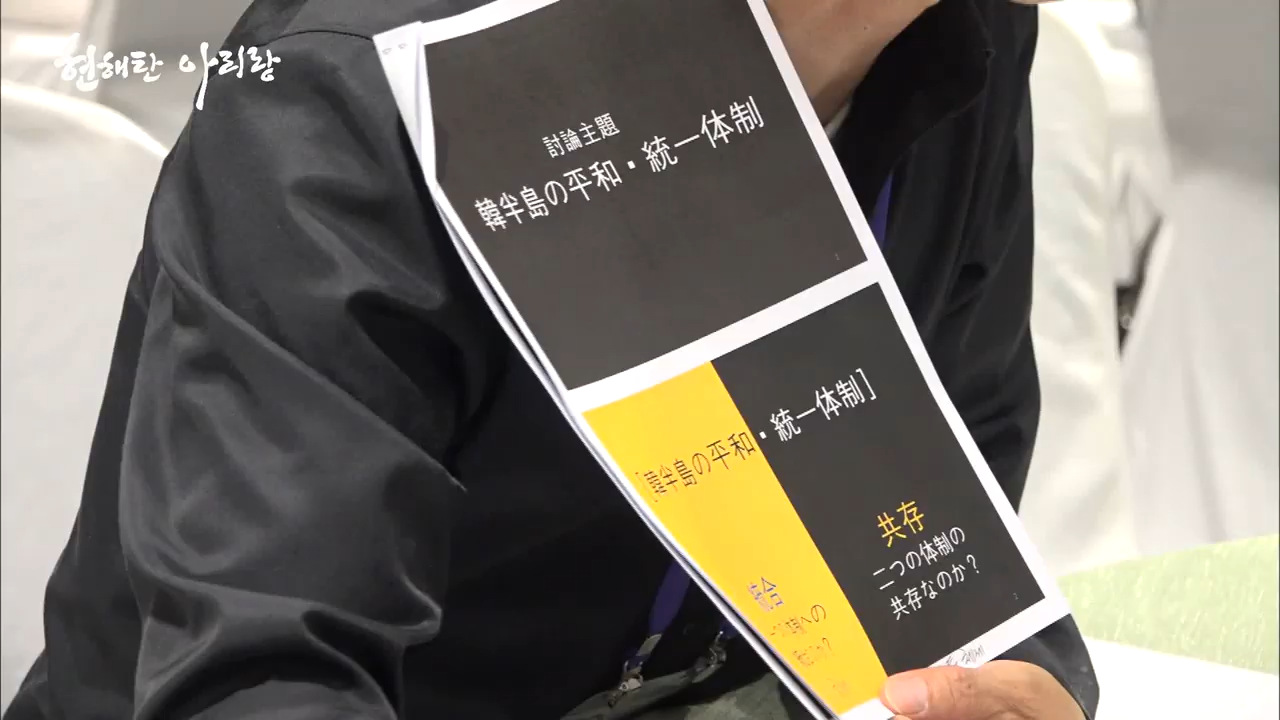 현해탄 아리랑
討論主題
韓半島の平和・統一体制
[韓半島の平和・統一体制]
共存
二つの体制の
共存なのか？
統合